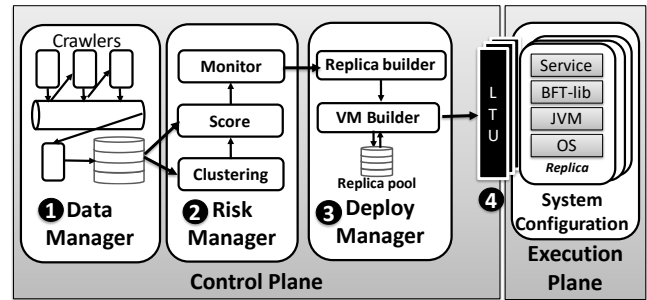 Crawlers
1 Data
Manager
Monitor
Score
Clustering
2 Risk
Manager
Replica builder
VM Builder
Replica pool
3 Deploy
Manager
Control Plane
L
T
U
4
Service
BFT-lib
JVM
OS
Replica
System
Configuration
Execution
Plane